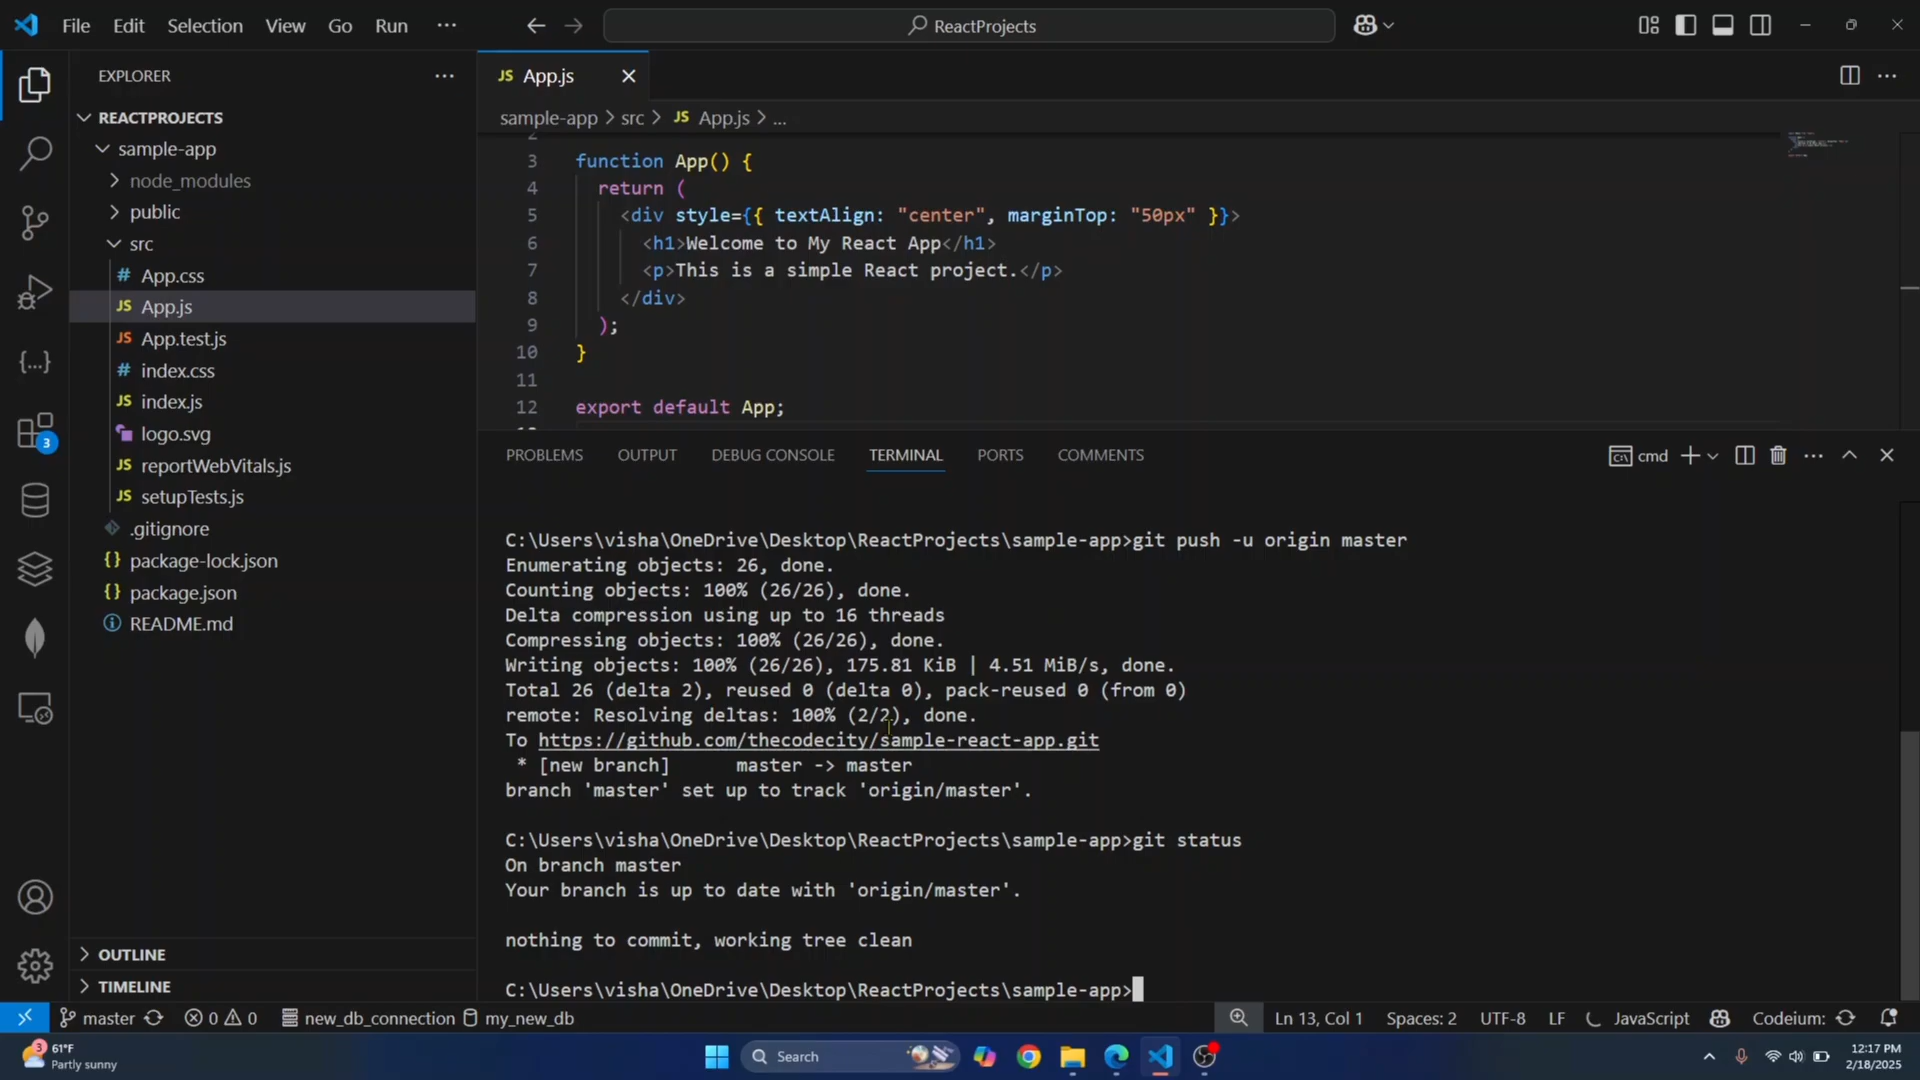 File Edit Selection View Go Run ···
ReactProjects
EXPLORER
REACTPROJECTS
sample-app
node_modules
public
src
# App.css
JS App.js
JS App.test.js
# index.css
JS index.js
logo.svg
JS reportWebVitals.js
JS setupTests.js
.gitignore
{} package-lock.json
{} package.json
README.md
OUTLINE
TIMELINE
3
JS App.js
sample-app > src > JS App.js > ...
3 function App() {
4 return (
5 <div style={{ textAlign: "center", marginTop: "50px" }}>
6 <h1>Welcome to My React App</h1>
7 <p>This is a simple React project.</p>
8 </div>
9 );
10 }
11
12 export default App;
PROBLEMS OUTPUT DEBUG CONSOLE TERMINAL PORTS COMMENTS
cmd
C:\Users\visha\OneDrive\Desktop\ReactProjects\sample-app>git push -u origin master
Enumerating objects: 26, done.
Counting objects: 100% (26/26), done.
Delta compression using up to 16 threads
Compressing objects: 100% (26/26), done.
Writing objects: 100% (26/26), 175.81 KiB | 4.51 MiB/s, done.
Total 26 (delta 2), reused 0 (delta 0), pack-reused 0 (from 0)
remote: Resolving deltas: 100% (2/2), done.
To https://github.com/thecodecity/sample-react-app.git
* [new branch] master -> master
branch 'master' set up to track 'origin/master'.
C:\Users\visha\OneDrive\Desktop\ReactProjects\sample-app>git status
On branch master
Your branch is up to date with 'origin/master'.
nothing to commit, working tree clean
C:\Users\visha\OneDrive\Desktop\ReactProjects\sample-app>
master 0 0 new_db_connection my_new_db Ln 13, Col 1 Spaces: 2 UTF-8 LF JavaScript Codeium:
3 61°F
Partly sunny
Search
12:17 PM
2/18/2025